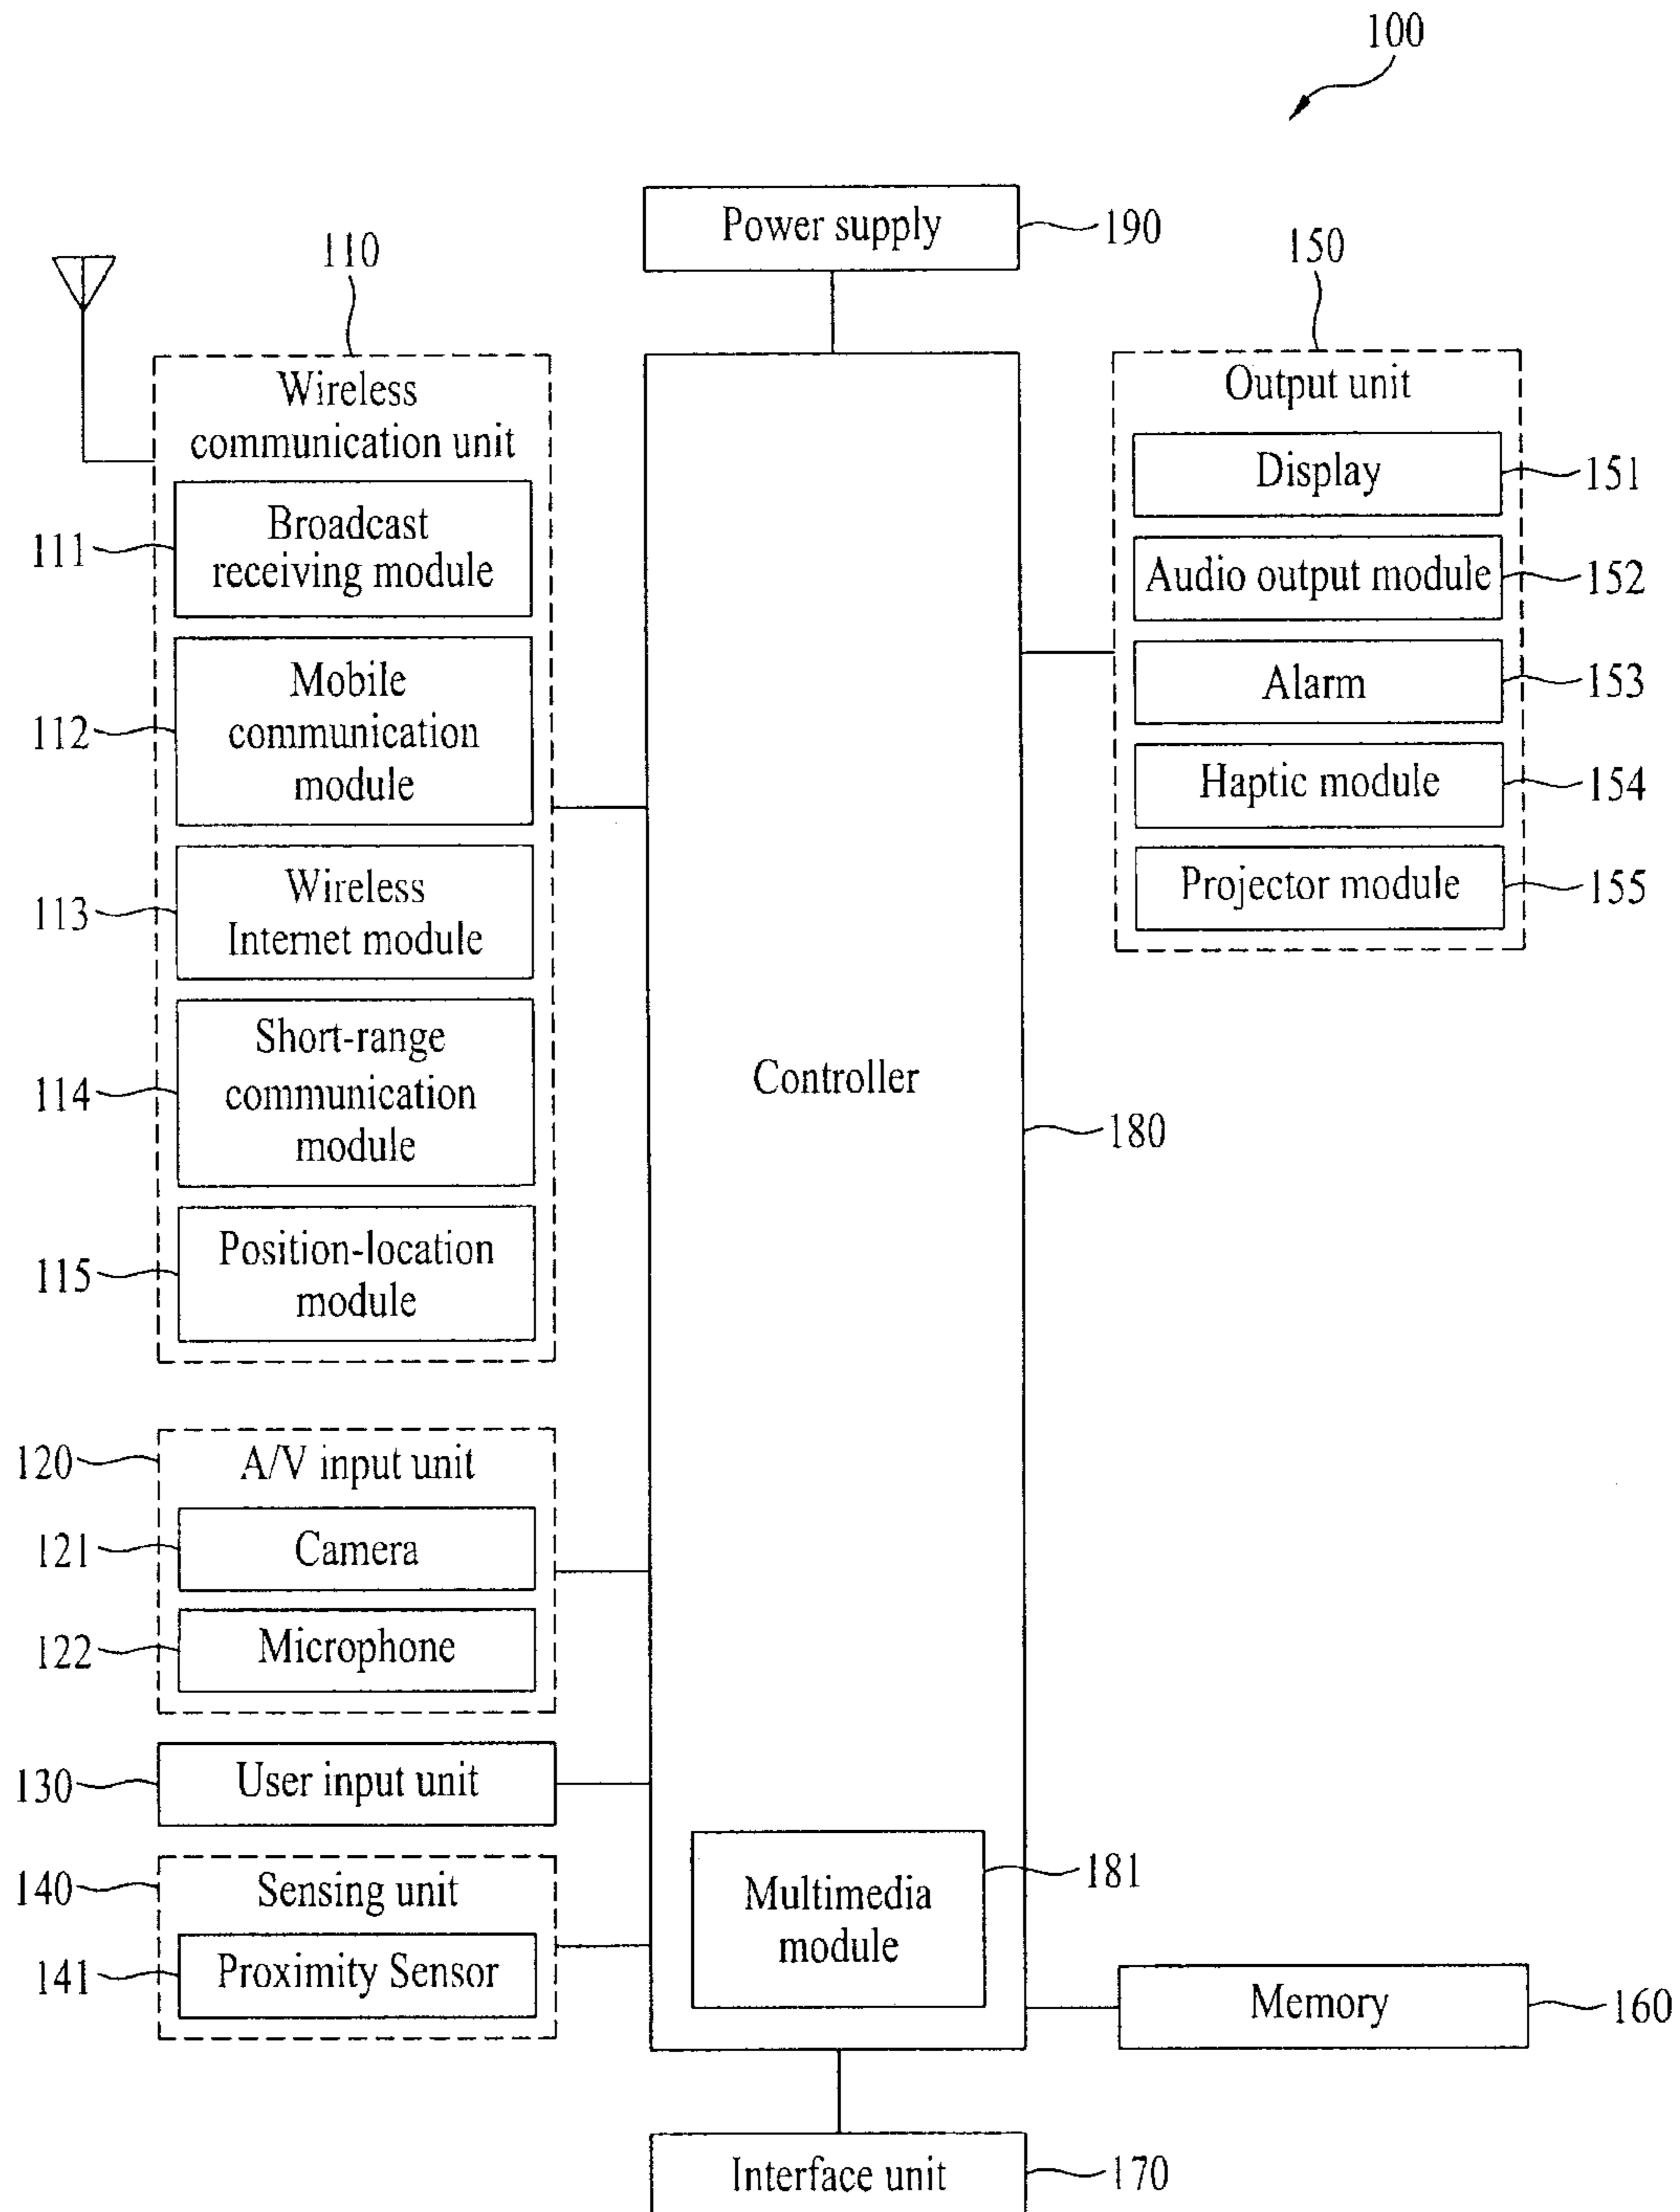 100
Power supply
190
110
Wireless
communication unit
111
Broadcast
receiving module
112
Mobile
communication
module
113
Wireless
Internet module
114
Short-range
communication
module
115
Position-location
module
120
A/V input unit
121
Camera
122
Microphone
130
User input unit
140
Sensing unit
141
Proximity Sensor
Controller
180
Multimedia
module
181
150
Output unit
Display
151
Audio output module
152
Alarm
153
Haptic module
154
Projector module
155
Memory
160
Interface unit
170